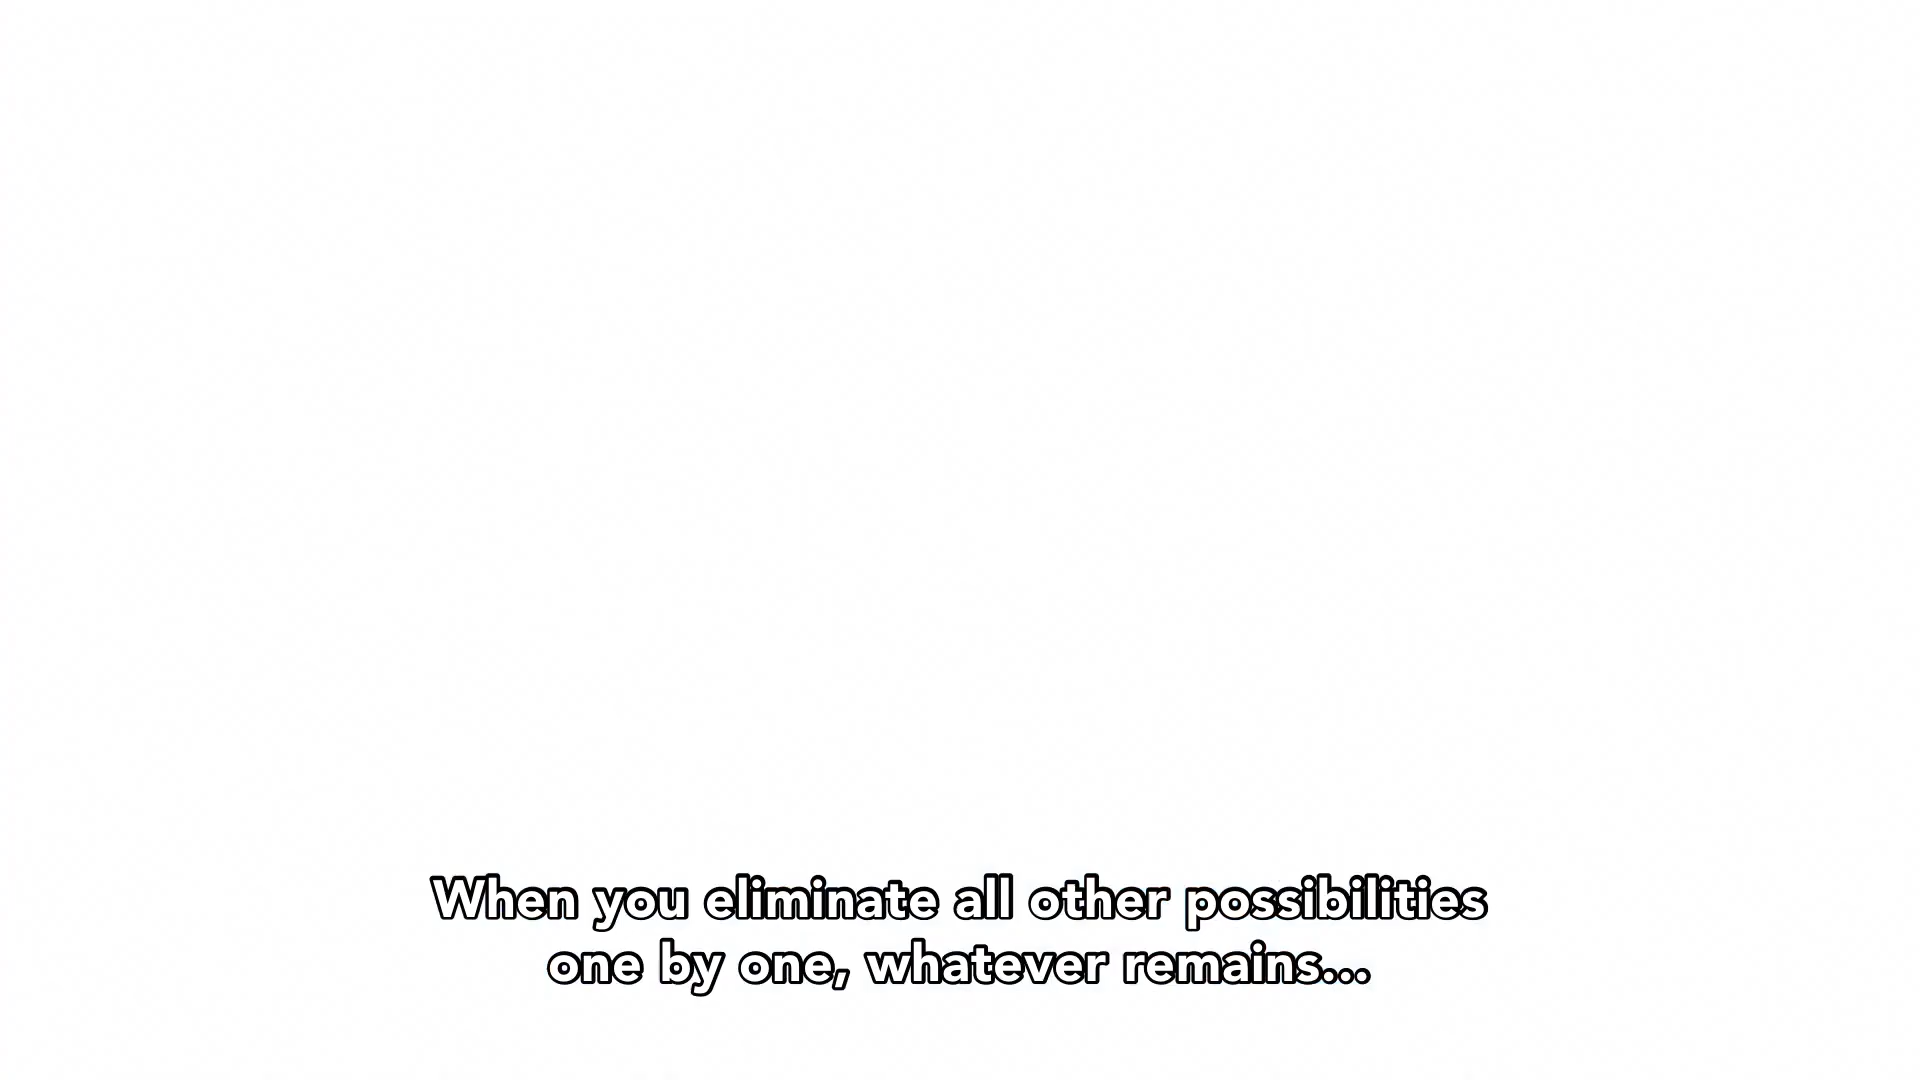 When you eliminate all other possibilities
one by one, whatever remains...